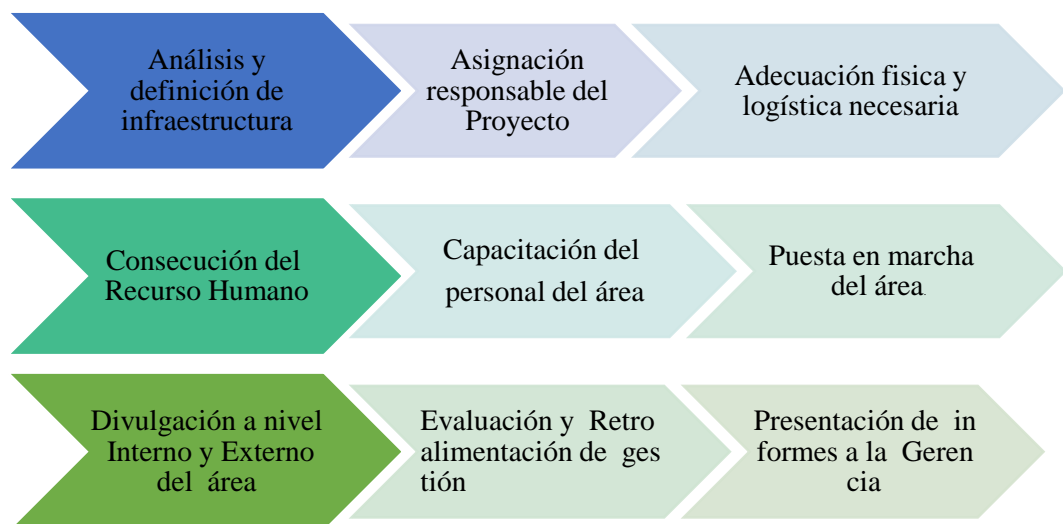 Análisis y
definición de
infraestructura
Asignación
responsable del
Proyecto
Adecuación fisica y
logística necesaria
Consecución del
Recurso Humano
Capacitación del
personal del área
Puesta en marcha
del área.
Divulgación a nivel
Interno y Externo
del área
Evaluación y Retro
alimentación de ges
tión
Presentación de in
formes a la Geren
cia